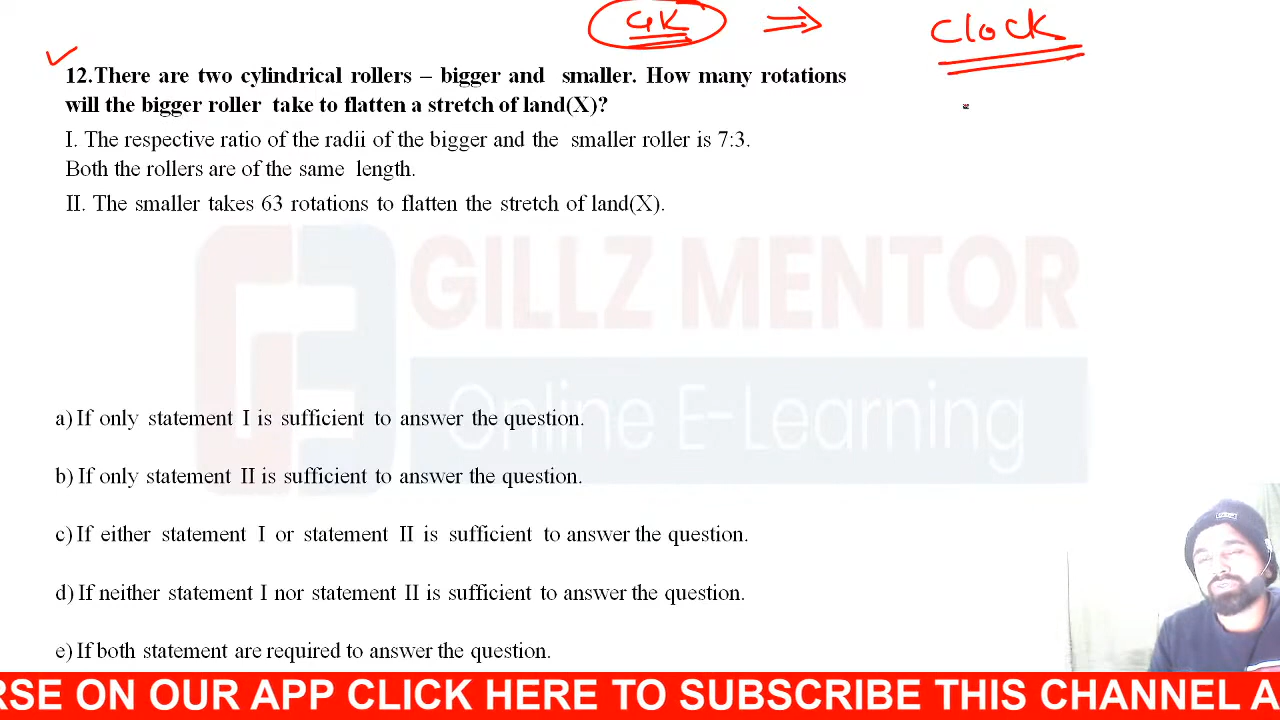 GK ⇒ Clock
12.There are two cylindrical rollers – bigger and smaller. How many rotations
will the bigger roller take to flatten a stretch of land(X)?
I. The respective ratio of the radii of the bigger and the smaller roller is 7:3.
Both the rollers are of the same length.
II. The smaller takes 63 rotations to flatten the stretch of land(X).
GILLZ MENTOR
Online E-Learning
a) If only statement I is sufficient to answer the question.
b) If only statement II is sufficient to answer the question.
c) If either statement I or statement II is sufficient to answer the question.
d) If neither statement I nor statement II is sufficient to answer the question.
e) If both statement are required to answer the question.
RSE ON OUR APP CLICK HERE TO SUBSCRIBE THIS CHANNEL A